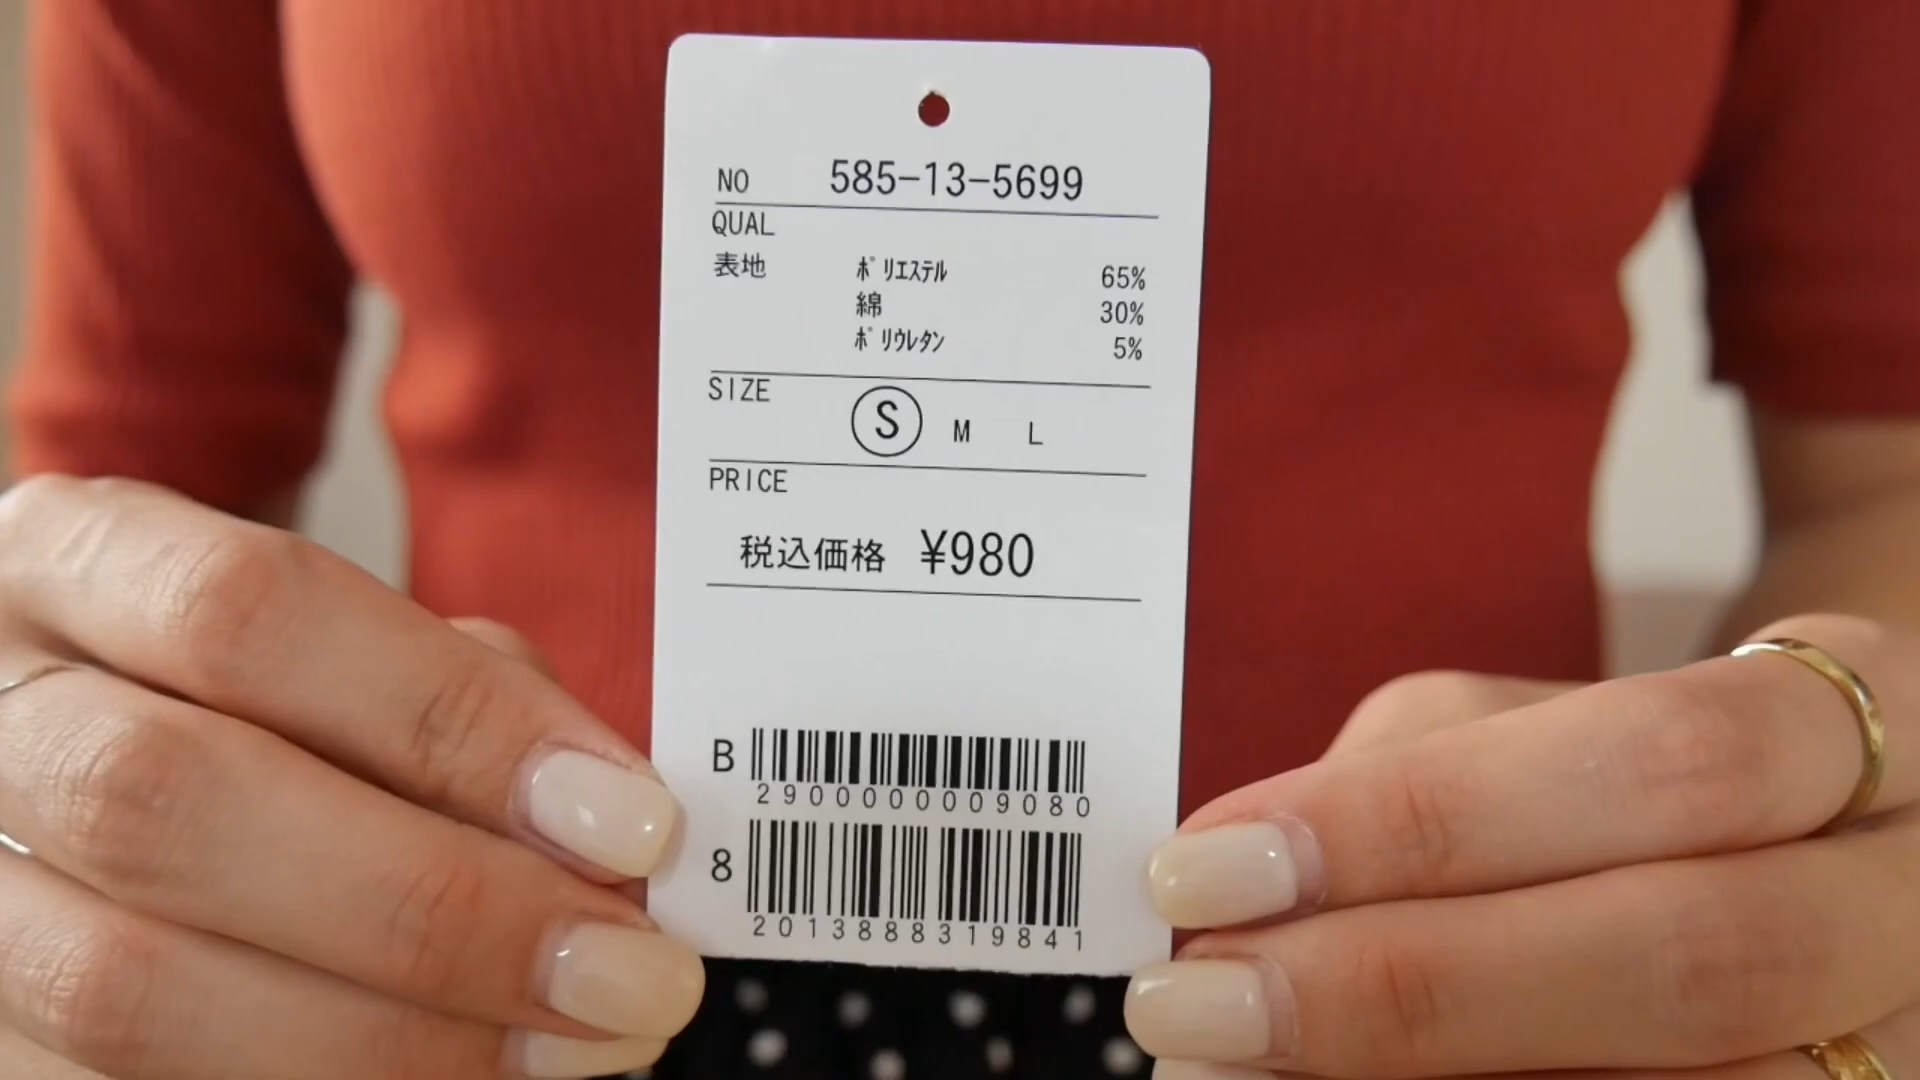 NO 585-13-5699
QUAL
表地 ﾎﾟﾘｴｽﾃﾙ 65%
綿 30%
ﾎﾟﾘｳﾚﾀﾝ 5%
SIZE S M L
PRICE
税込価格 ¥980
B
2900000009080
8
2013888319841